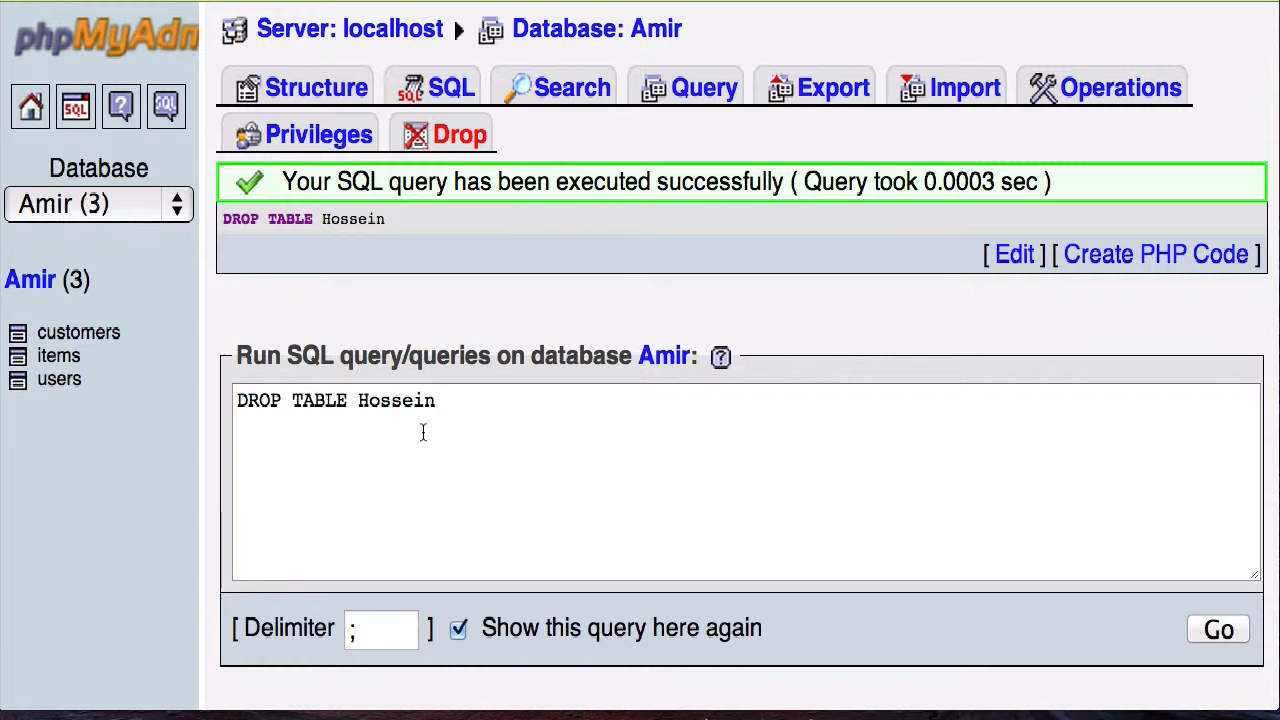 phpMyAdm
Server: localhost Database: Amir
Structure SQL Search Query Export Import Operations
Privileges Drop
SQL SQL
Database
Amir (3)
Amir (3)
customers
items
users
Your SQL query has been executed successfully ( Query took 0.0003 sec )
DROP TABLE Hossein
[ Edit ] [ Create PHP Code ]
Run SQL query/queries on database Amir:
DROP TABLE Hossein
[ Delimiter ; ] Show this query here again Go